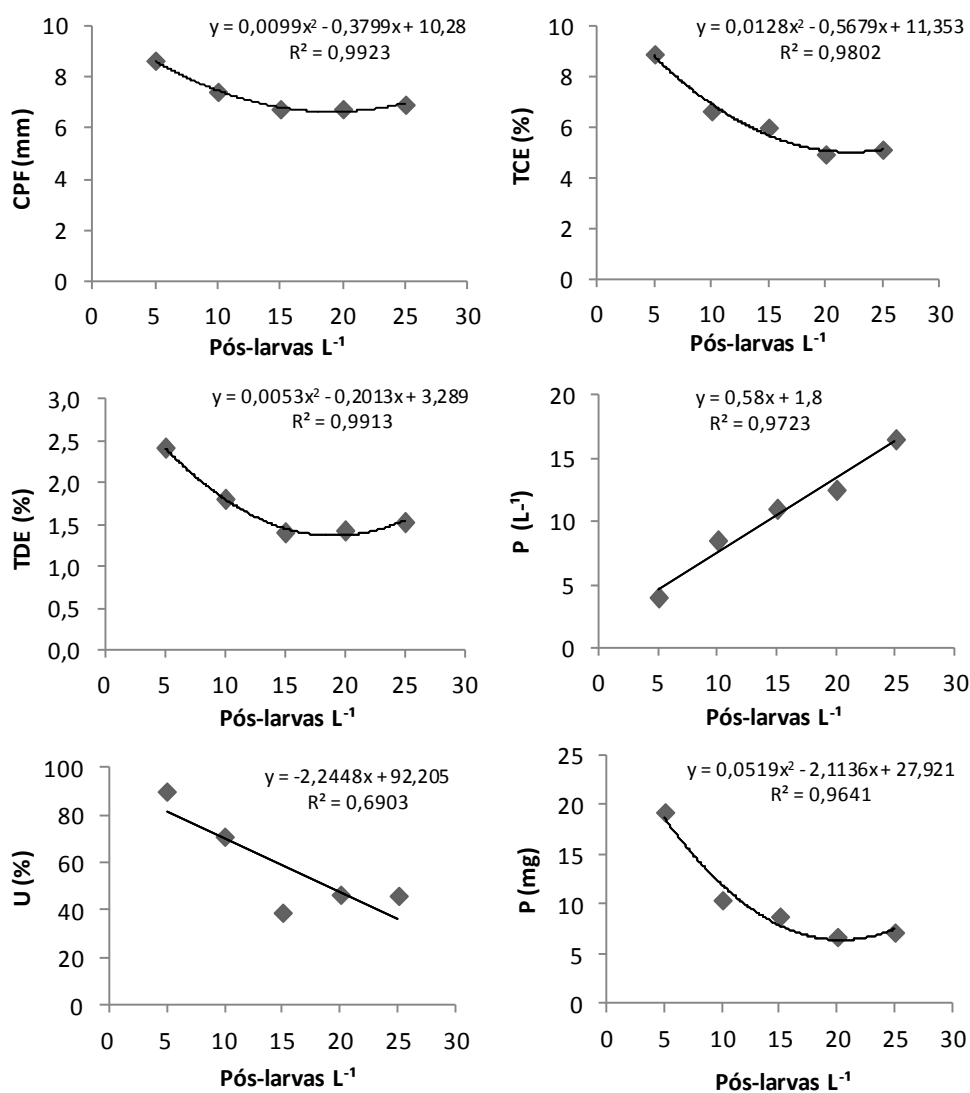 y = 0,0099x² - 0,3799x + 10,28
R² = 0,9923
CPF (mm)
10
8
6
4
2
0
0 5 10 15 20 25 30
Pós-larvas L⁻¹
y = 0,0128x² - 0,5679x + 11,353
R² = 0,9802
TCE (%)
10
8
6
4
2
0
0 5 10 15 20 25 30
Pós-larvas L⁻¹
y = 0,0053x² - 0,2013x + 3,289
R² = 0,9913
TDE (%)
3,0
2,5
2,0
1,5
1,0
0,5
0,0
0 5 10 15 20 25 30
Pós-larvas L⁻¹
y = 0,58x + 1,8
R² = 0,9723
P (L⁻¹)
20
15
10
5
0
0 5 10 15 20 25 30
Pós-larvas L⁻¹
y = -2,2448x + 92,205
R² = 0,6903
U (%)
100
80
60
40
20
0
0 5 10 15 20 25 30
Pós-larvas L⁻¹
y = 0,0519x² - 2,1136x + 27,921
R² = 0,9641
P (mg)
25
20
15
10
5
0
0 5 10 15 20 25 30
Pós-larvas L⁻¹